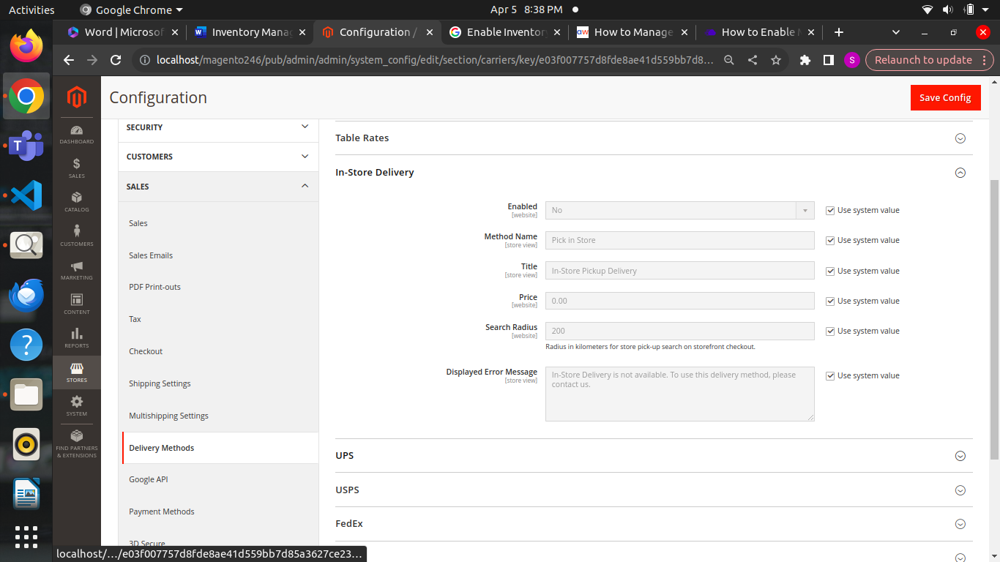 Activities
Google Chrome
Apr 5 8:38 PM
Word | Microsof
Inventory Mana
Configuration /
Enable Inventor
How to Manage
How to Enable
localhost/magento246/pub/admin/admin/system_config/edit/section/carriers/key/e03f007757d8fde8ae41d559bb7d8…
S
Relaunch to update
Configuration
Save Config
DASHBOARD
SALES
CATALOG
CUSTOMERS
MARKETING
CONTENT
REPORTS
STORES
SYSTEM
FIND PARTNERS
& EXTENSIONS
SECURITY
CUSTOMERS
SALES
Sales
Sales Emails
PDF Print-outs
Tax
Checkout
Shipping Settings
Multishipping Settings
Delivery Methods
Google API
Payment Methods
3D Secure
Table Rates
In-Store Delivery
Enabled
[website]
No
Use system value
Method Name
[store view]
Pick in Store
Use system value
Title
[store view]
In-Store Pickup Delivery
Use system value
Price
[website]
0.00
Use system value
Search Radius
[website]
200
Use system value
Radius in kilometers for store pick-up search on storefront checkout.
Displayed Error Message
[store view]
In-Store Delivery is not available. To use this delivery method, please
contact us.
Use system value
UPS
USPS
FedEx
localhost/…/e03f007757d8fde8ae41d559bb7d85a3627ce23…